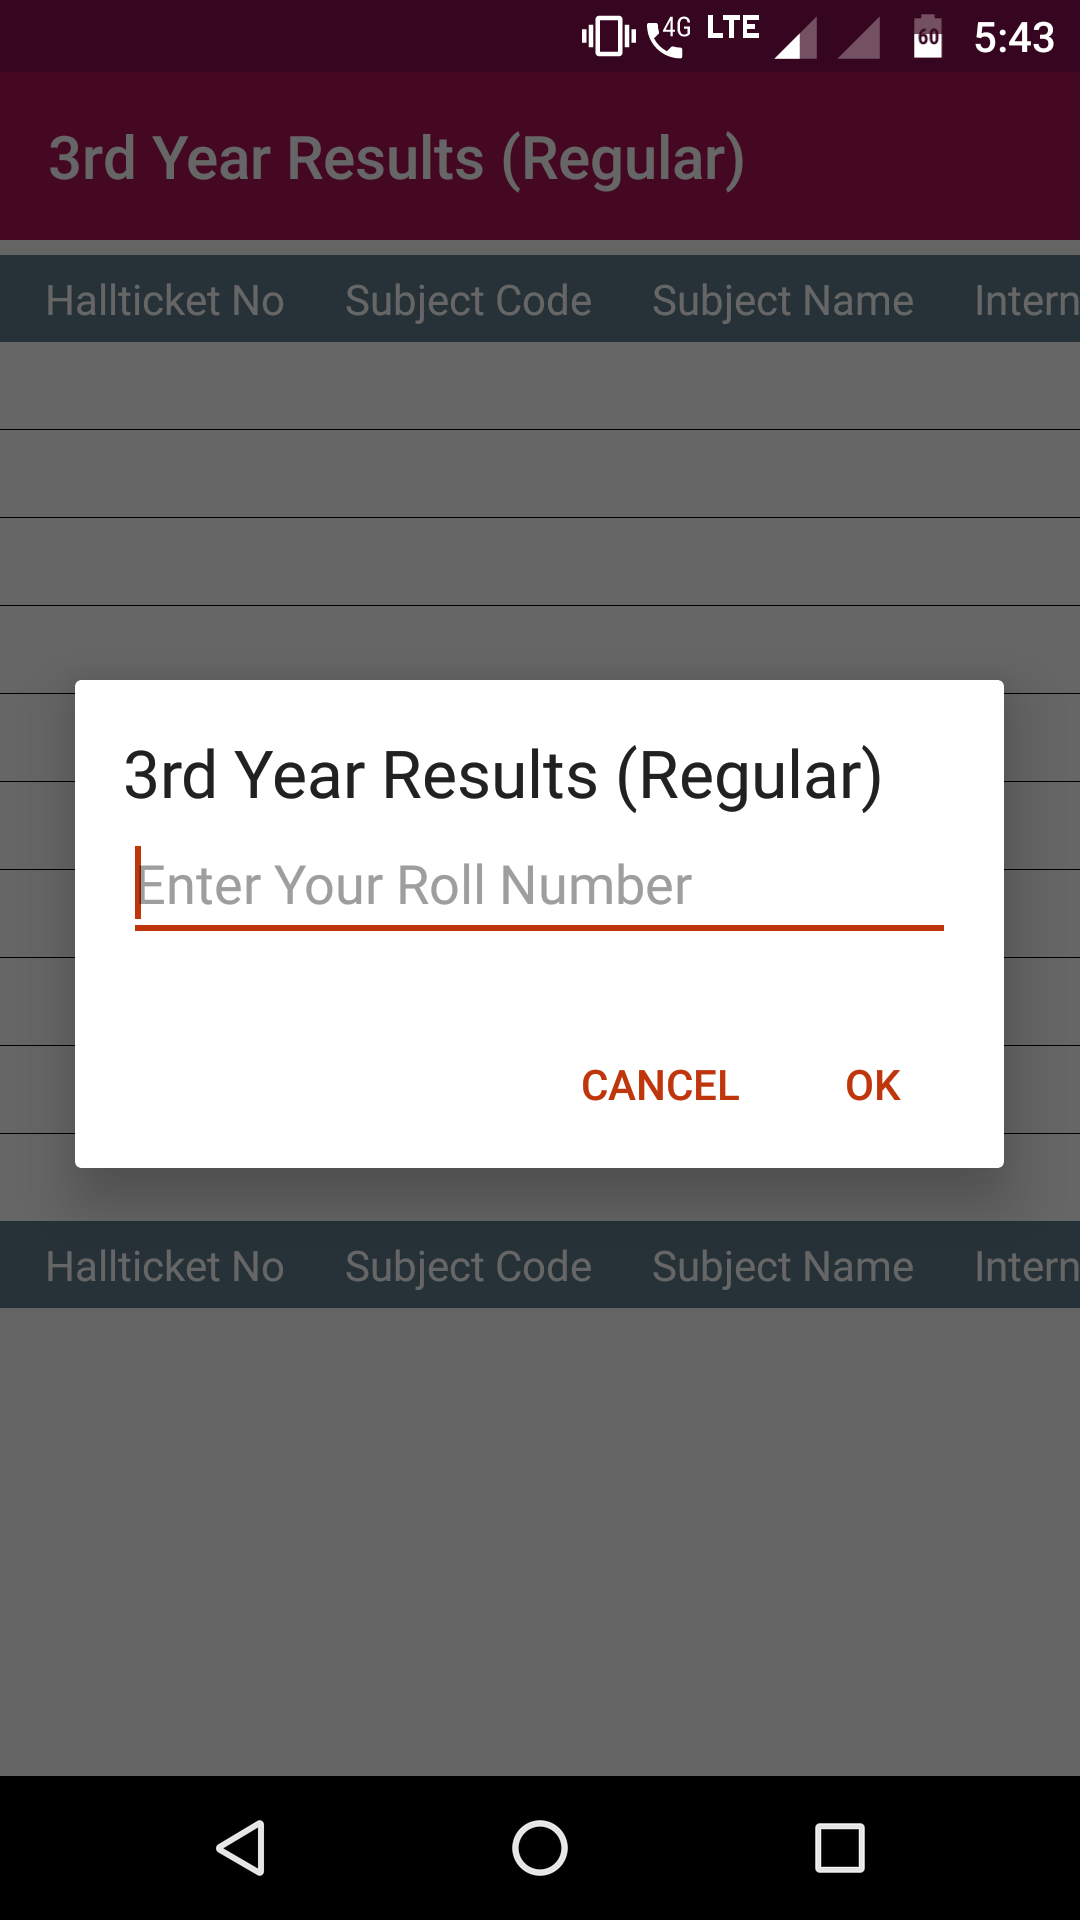 4G LTE 60 5:43
3rd Year Results (Regular)
Hallticket No Subject Code Subject Name Intern
3rd Year Results (Regular)
Enter Your Roll Number
CANCEL OK
Hallticket No Subject Code Subject Name Intern